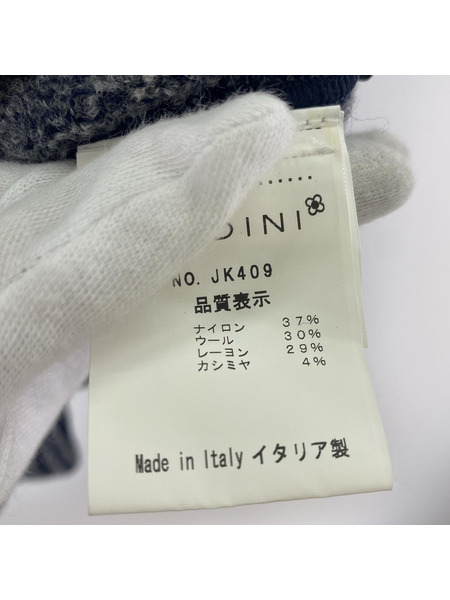 DINI
NO. JK409
品質表示
ナイロン 37%
ウール 30%
レーヨン 29%
カシミヤ 4%
Made in Italy イタリア製